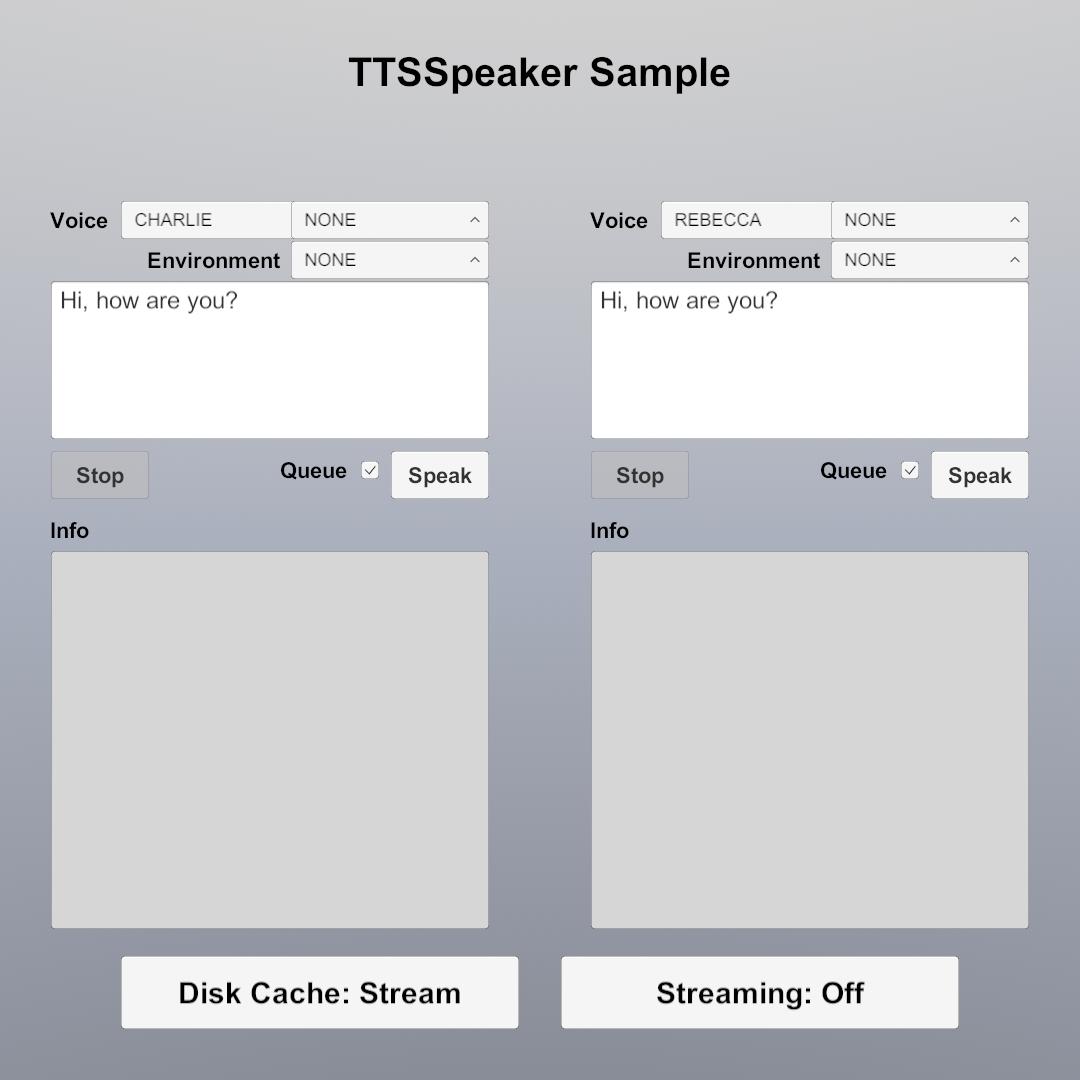 TTSSpeaker Sample
Voice CHARLIE NONE
Environment NONE
Hi, how are you?
Stop Queue Speak
Info
Voice REBECCA NONE
Environment NONE
Hi, how are you?
Stop Queue Speak
Info
Disk Cache: Stream
Streaming: Off